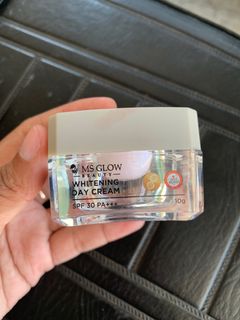 MS GLOW
BEAUTY
WHITENING
DAY CREAM
SPF 30 PA+++
10g